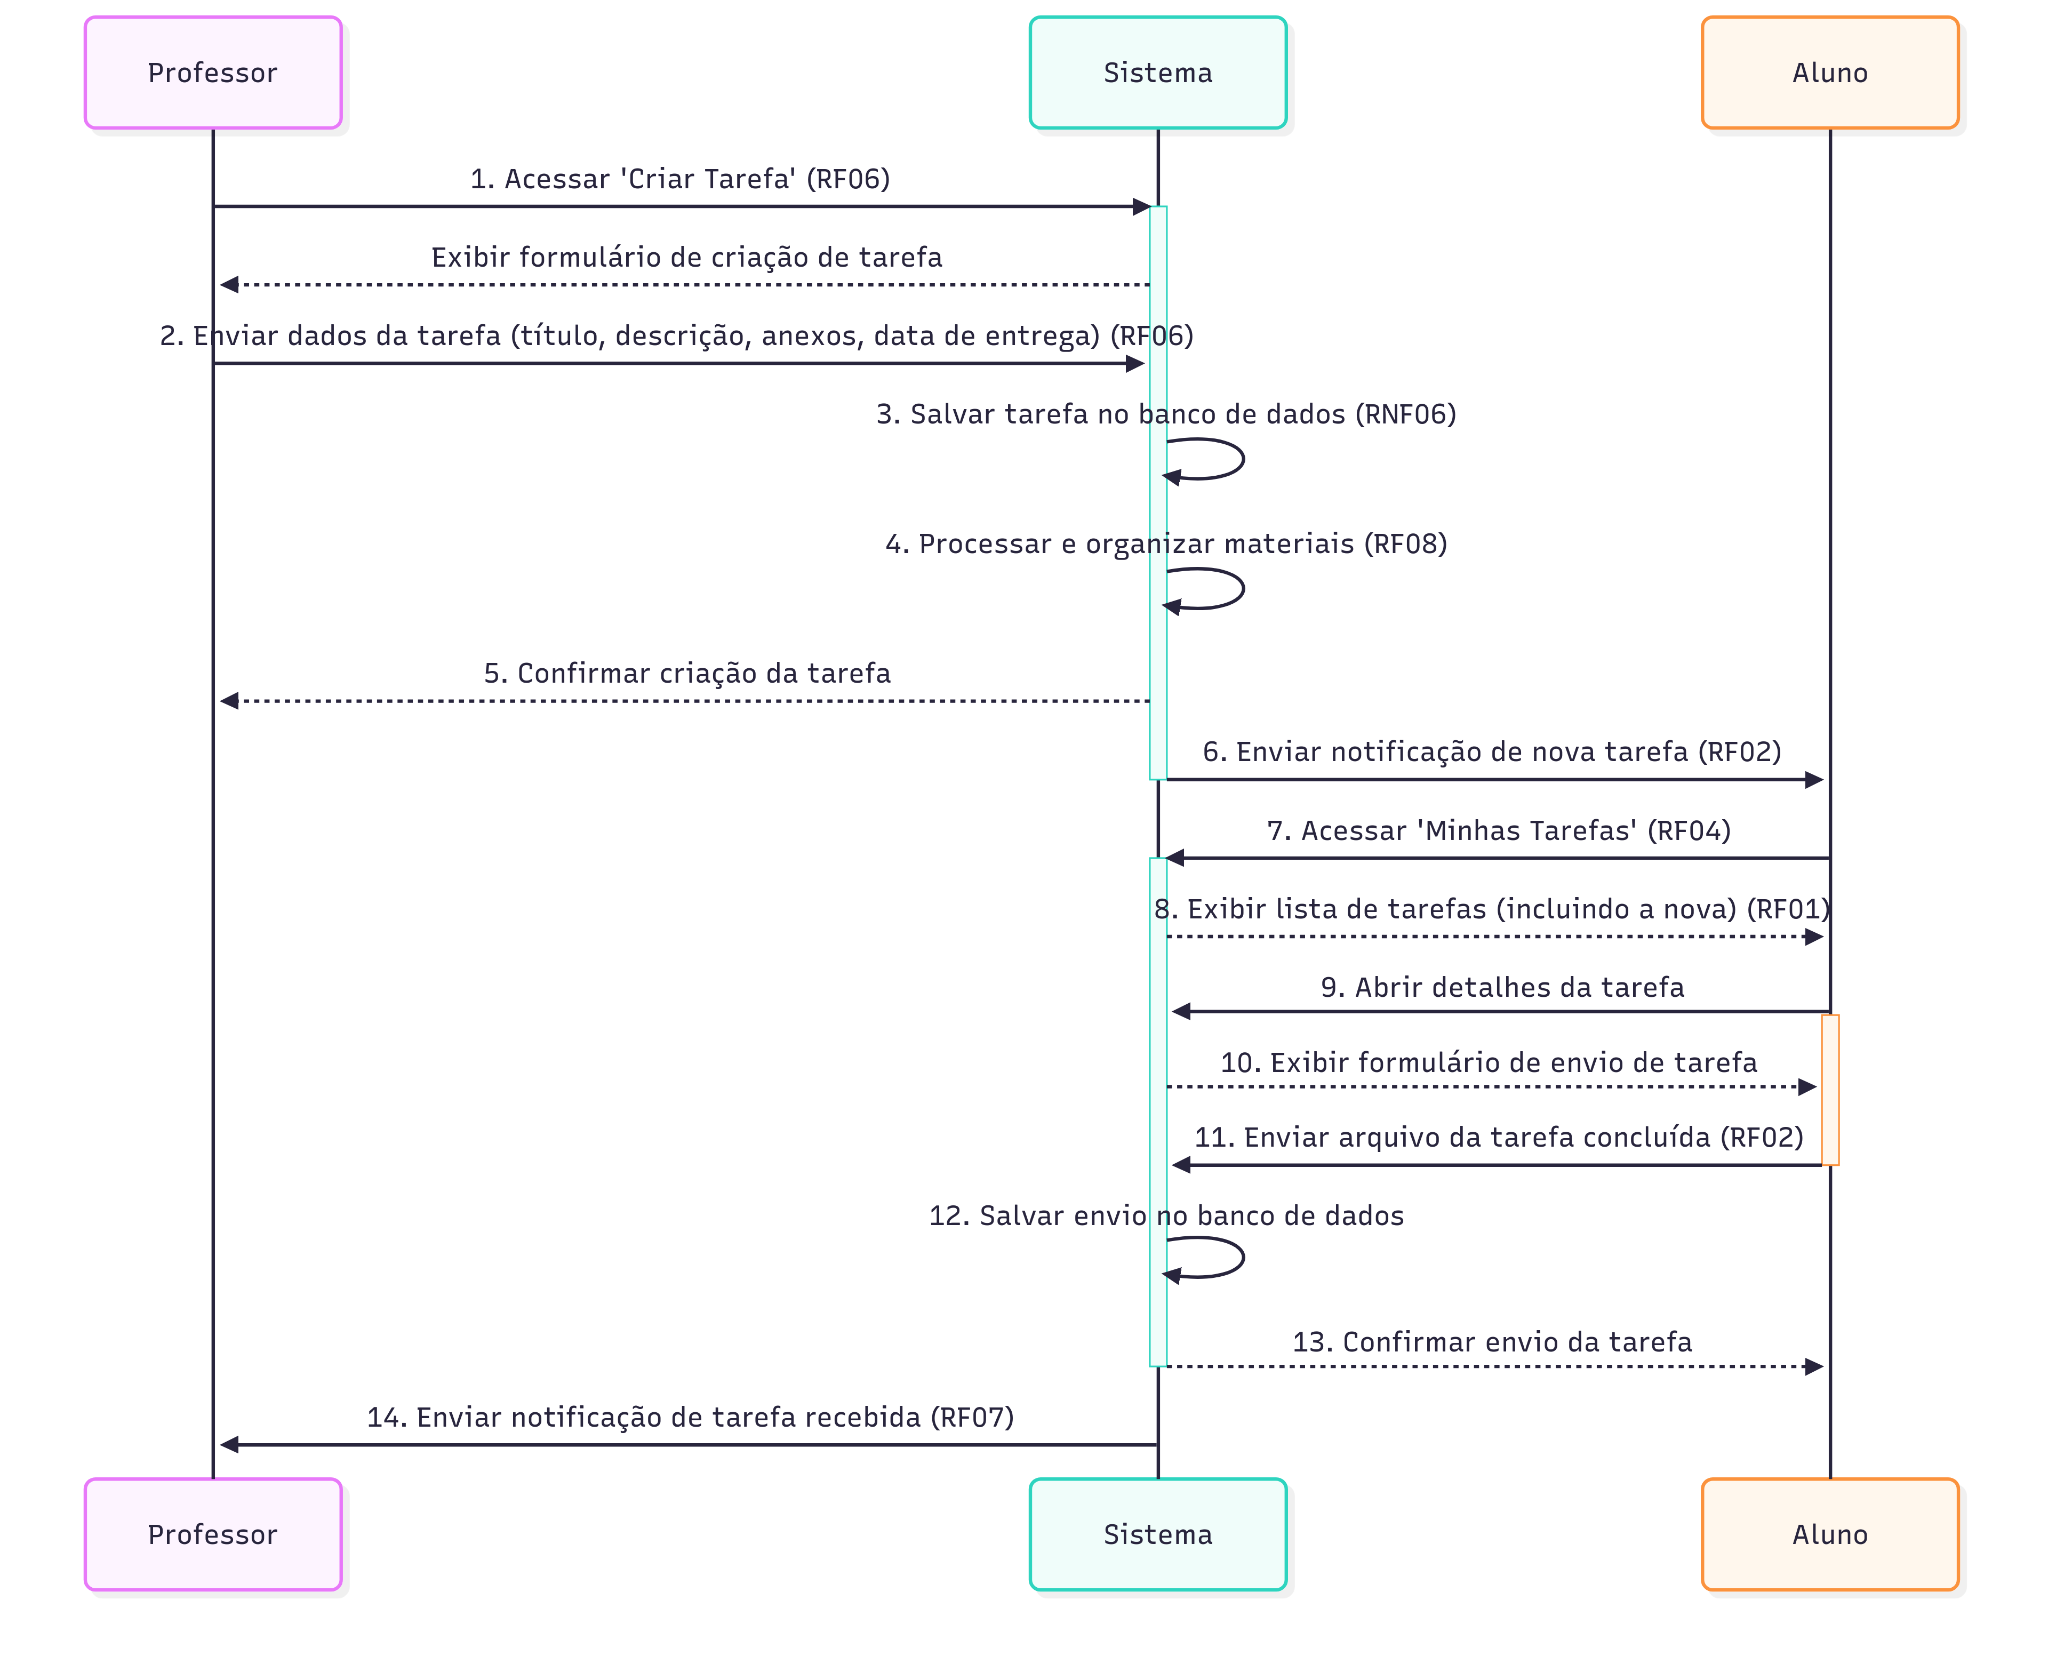 Professor
Sistema
Aluno
1. Acessar 'Criar Tarefa' (RF06)
Exibir formulário de criação de tarefa
2. Enviar dados da tarefa (título, descrição, anexos, data de entrega) (RF06)
3. Salvar tarefa no banco de dados (RNF06)
4. Processar e organizar materiais (RF08)
5. Confirmar criação da tarefa
6. Enviar notificação de nova tarefa (RF02)
7. Acessar 'Minhas Tarefas' (RF04)
8. Exibir lista de tarefas (incluindo a nova) (RF01)
9. Abrir detalhes da tarefa
10. Exibir formulário de envio de tarefa
11. Enviar arquivo da tarefa concluída (RF02)
12. Salvar envio no banco de dados
13. Confirmar envio da tarefa
14. Enviar notificação de tarefa recebida (RF07)
Professor
Sistema
Aluno